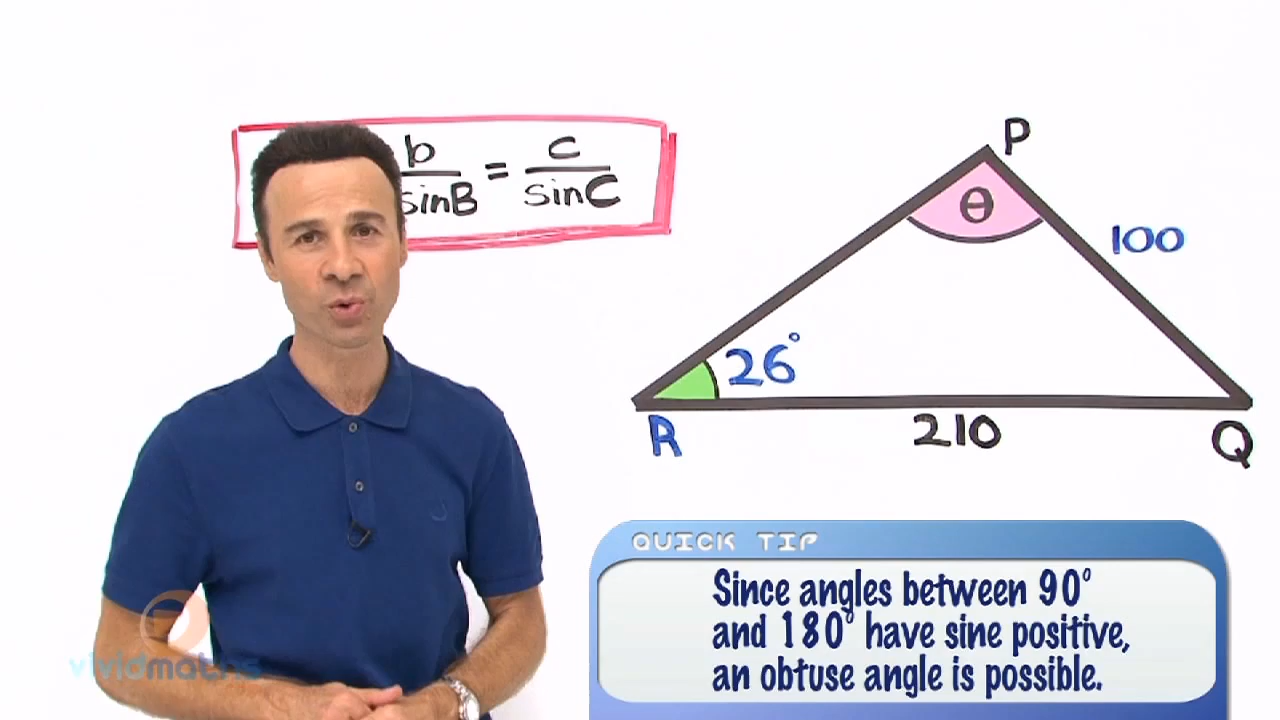 b = c
sinB sinC
P
θ
100
26°
R
210
Q
QUICK TIP
Since angles between 90°
and 180° have sine positive,
an obtuse angle is possible.
vividmaths